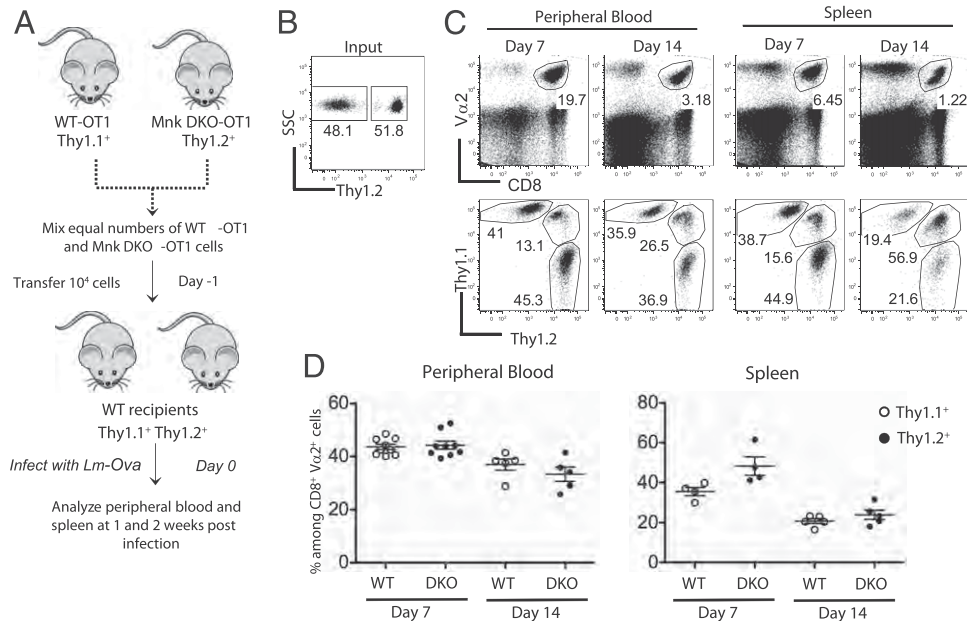 A
WT-OT1
Thy1.1+
Mnk DKO-OT1
Thy1.2+
Mix equal numbers of WT -OT1
and Mnk DKO -OT1 cells
Transfer 10⁴ cells
Day -1
WT recipients
Thy1.1⁺ Thy1.2⁺
Infect with Lm-Ova
Day 0
Analyze peripheral blood and
spleen at 1 and 2 weeks post
infection
B
Input
SSC
48.1
51.8
Thy1.2
C
Peripheral Blood
Spleen
Day 7
Day 14
Day 7
Day 14
Vα2
19.7
3.18
6.45
1.22
CD8
Thy1.1
41
13.1
45.3
35.9
26.5
36.9
38.7
15.6
44.9
19.4
56.9
21.6
Thy1.2
D
Peripheral Blood
Spleen
% among CD8⁺ Vα2⁺ cells
60
40
20
0
WT
DKO
WT
DKO
Day 7
Day 14
80
60
40
20
0
WT
DKO
WT
DKO
Day 7
Day 14
Thy1.1⁺
Thy1.2⁺